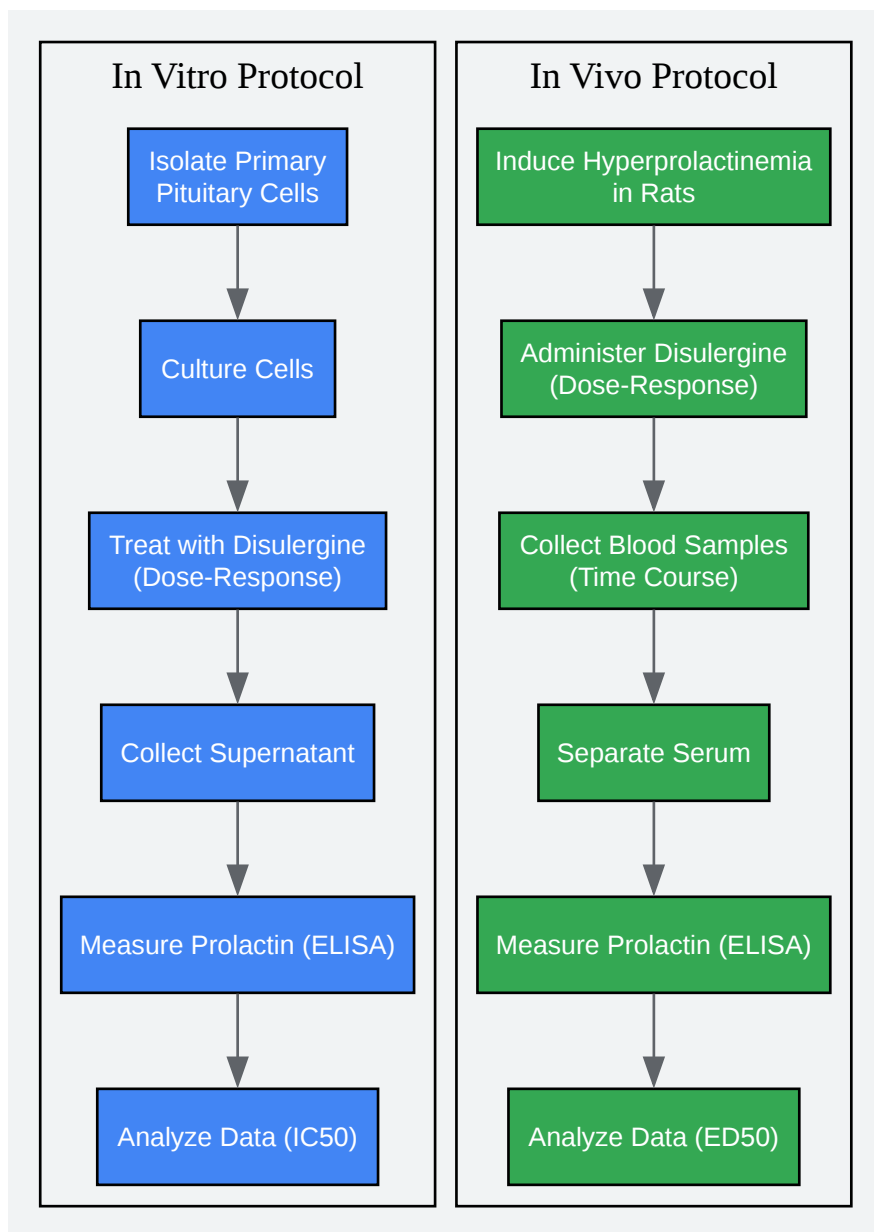 In Vitro Protocol
Isolate Primary
Pituitary Cells
Culture Cells
Treat with Disulergine
(Dose-Response)
Collect Supernatant
Measure Prolactin (ELISA)
Analyze Data (IC50)
In Vivo Protocol
Induce Hyperprolactinemia
in Rats
Administer Disulergine
(Dose-Response)
Collect Blood Samples
(Time Course)
Separate Serum
Measure Prolactin (ELISA)
Analyze Data (ED50)